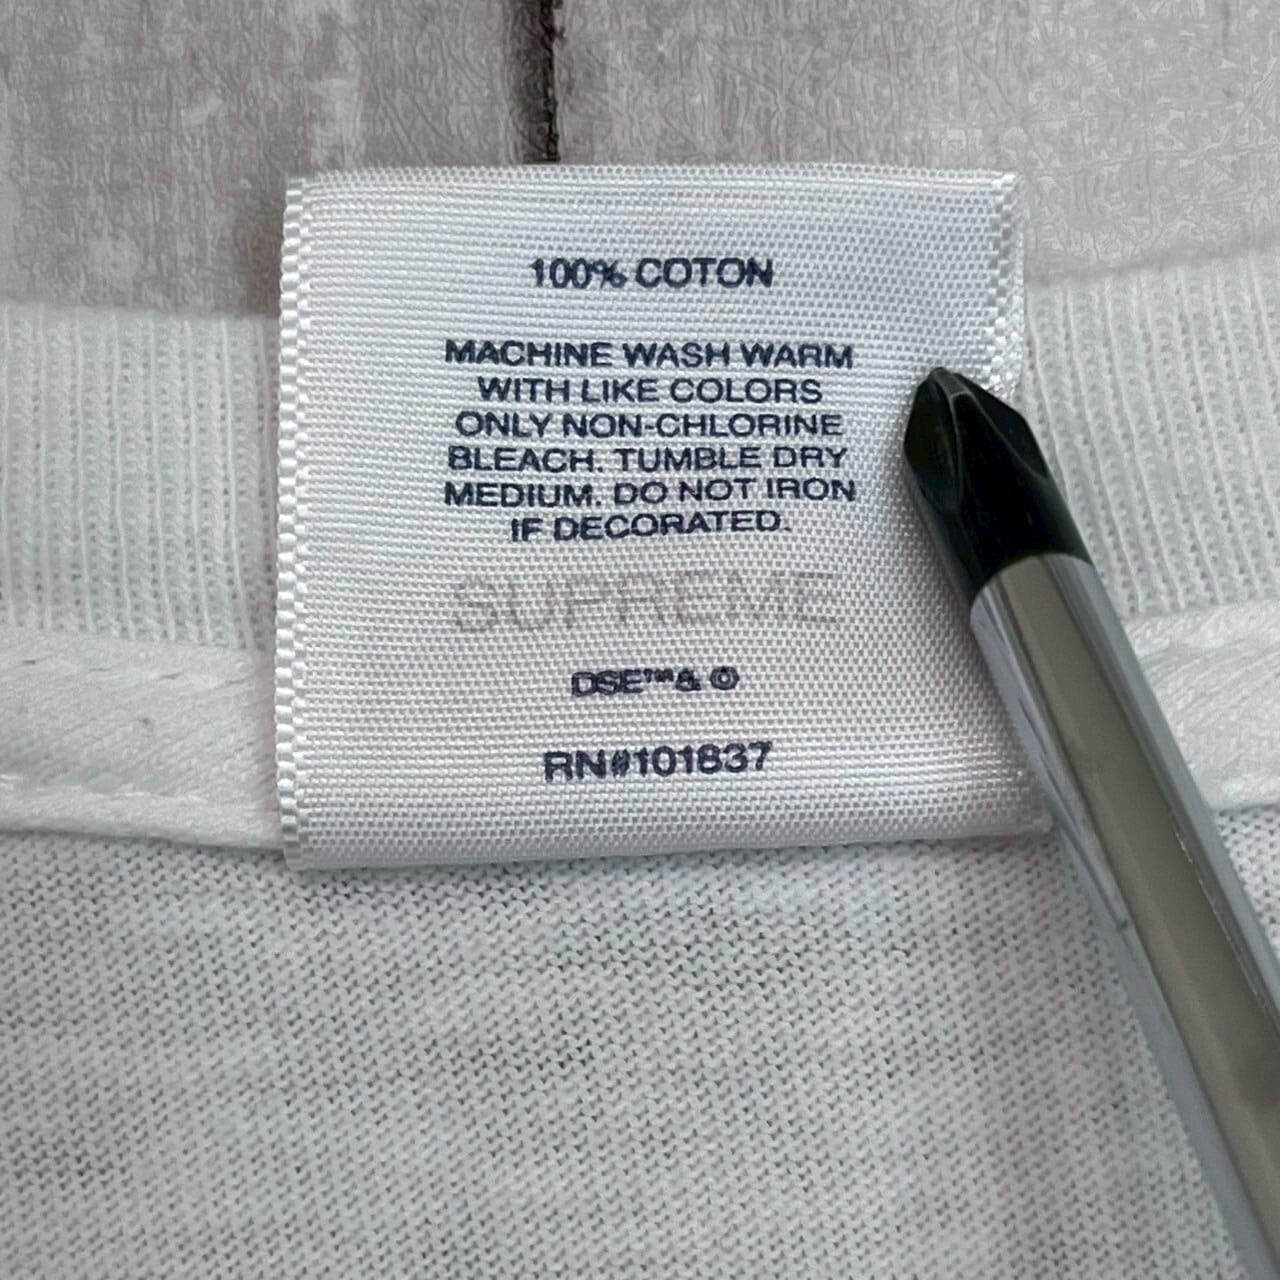 100% COTON
MACHINE WASH WARM
WITH LIKE COLORS
ONLY NON-CHLORINE
BLEACH. TUMBLE DRY
MEDIUM. DO NOT IRON
IF DECORATED.
SUPREME
DSE™& ©
RN#101837